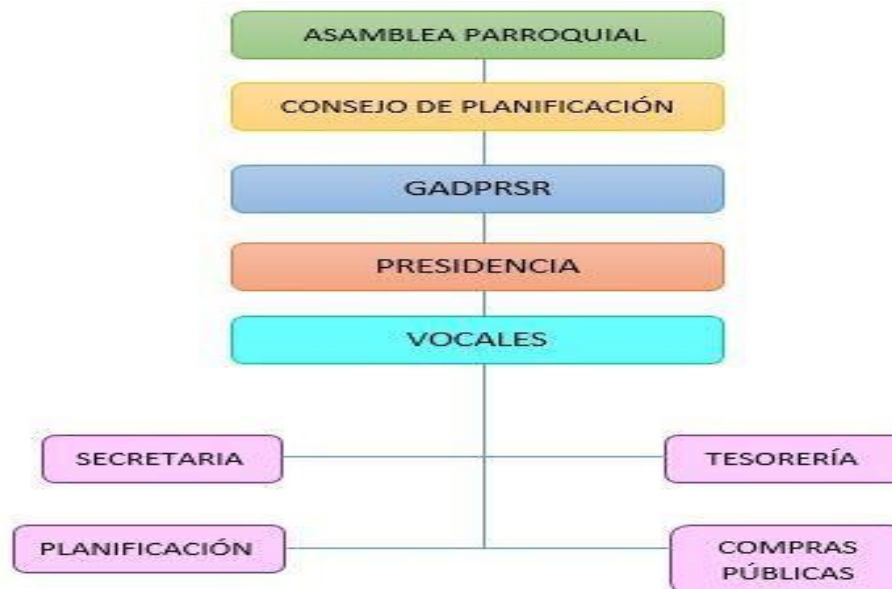 ASAMBLEA PARROQUIAL
CONSEJO DE PLANIFICACIÓN
GADPRSR
PRESIDENCIA
VOCALES
SECRETARIA
TESORERÍA
PLANIFICACIÓN
COMPRAS
PÚBLICAS